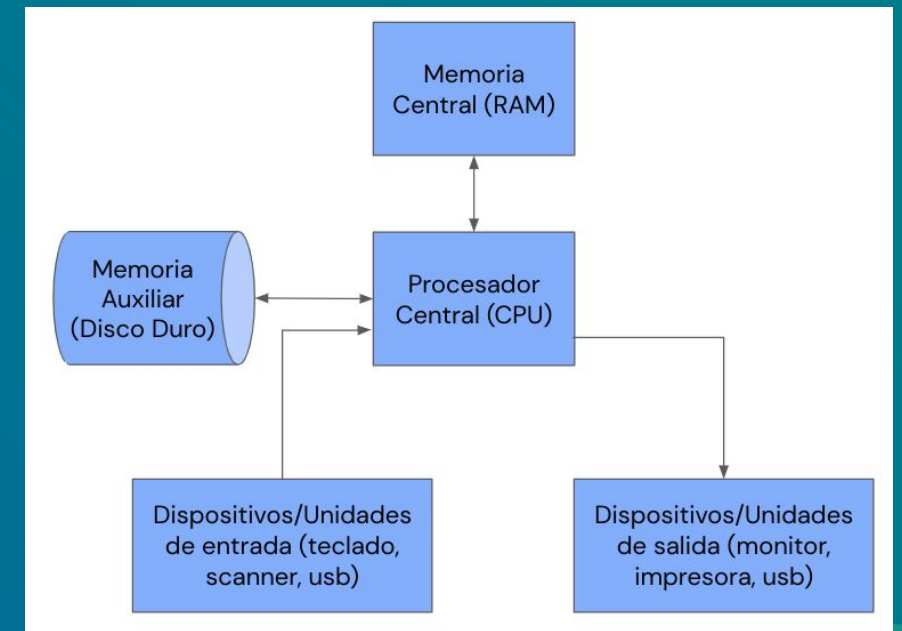 Memoria
Central (RAM)
Memoria
Auxiliar
(Disco Duro)
Procesador
Central (CPU)
Dispositivos/Unidades
de entrada (teclado,
scanner, usb)
Dispositivos/Unidades
de salida (monitor,
impresora, usb)